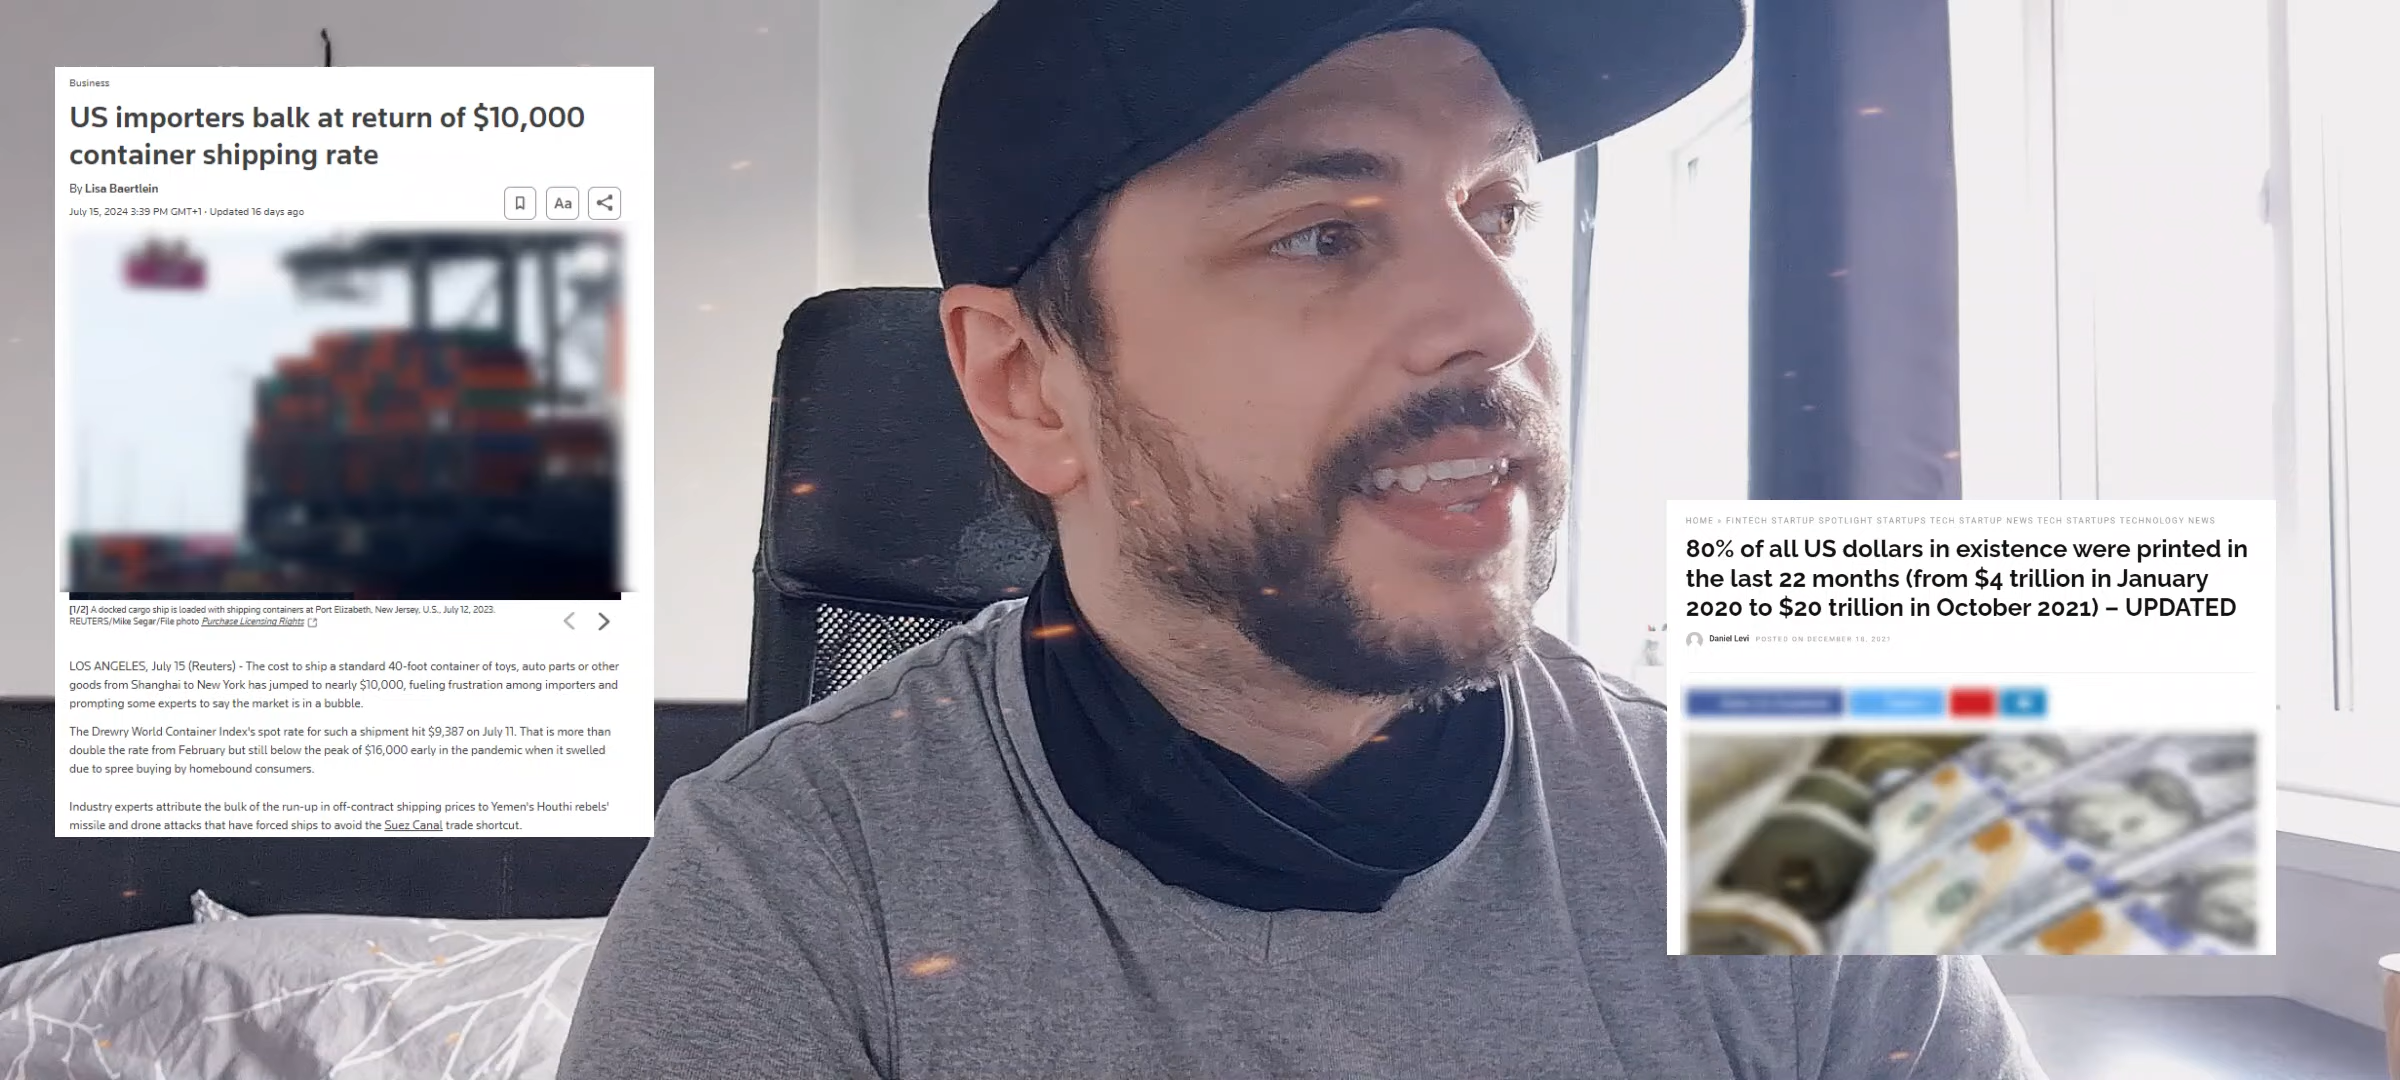 Business
US importers balk at return of $10,000
container shipping rate
By Lisa Baertlein
July 15, 2024 3:39 PM GMT+1 · Updated 16 days ago
Aa
[1/2] A docked cargo ship is loaded with shipping containers at Port Elizabeth, New Jersey, U.S., July 12, 2023.
REUTERS/Mike Segar/File photo Purchase Licensing Rights
LOS ANGELES, July 15 (Reuters) - The cost to ship a standard 40-foot container of toys, auto parts or other
goods from Shanghai to New York has jumped to nearly $10,000, fueling frustration among importers and
prompting some experts to say the market is in a bubble.
The Drewry World Container Index's spot rate for such a shipment hit $9,387 on July 11. That is more than
double the rate from February but still below the peak of $16,000 early in the pandemic when it swelled
due to spree buying by homebound consumers.
Industry experts attribute the bulk of the run-up in off-contract shipping prices to Yemen's Houthi rebels'
missile and drone attacks that have forced ships to avoid the Suez Canal trade shortcut.
HOME » FINTECH STARTUP SPOTLIGHT STARTUPS TECH STARTUP NEWS TECH STARTUPS TECHNOLOGY NEWS
80% of all US dollars in existence were printed in
the last 22 months (from $4 trillion in January
2020 to $20 trillion in October 2021) – UPDATED
Daniel Levi POSTED ON DECEMBER 18, 2021